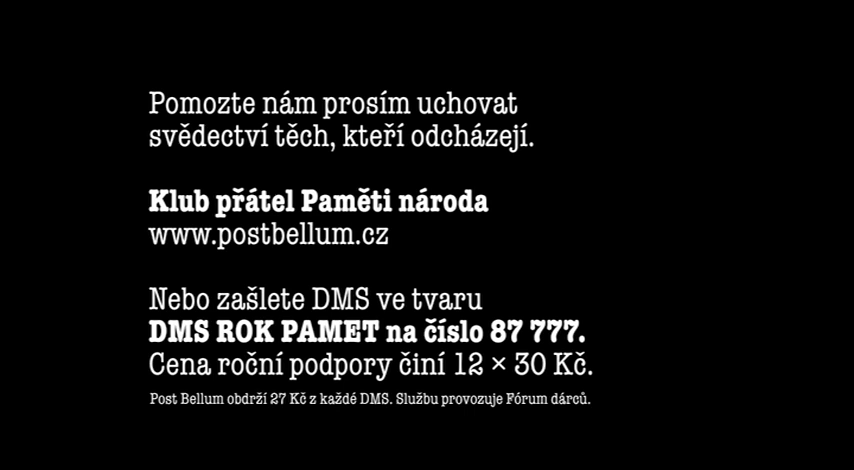 Pomozte nám prosím uchovat
svědectví těch, kteří odcházejí.
Klub přátel Paměti národa
www.postbellum.cz
Nebo zašlete DMS ve tvaru
DMS ROK PAMET na číslo 87 777.
Cena roční podpory činí 12 × 30 Kč.
Post Bellum obdrží 27 Kč z každé DMS. Službu provozuje Fórum dárců.